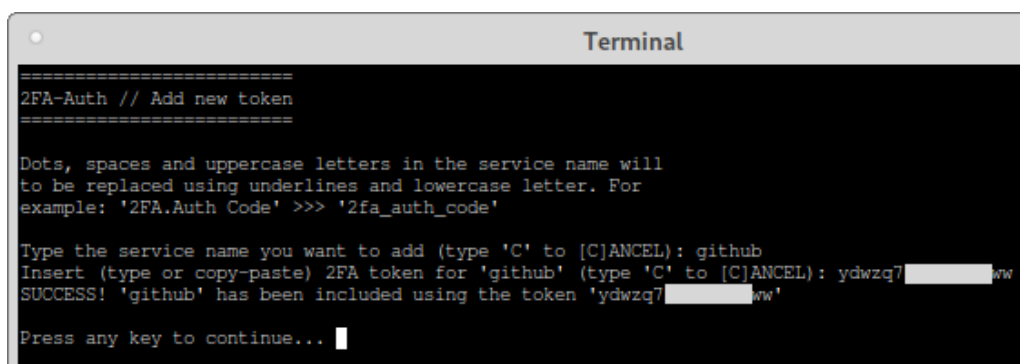 Terminal
=========================
2FA-Auth // Add new token
=========================
Dots, spaces and uppercase letters in the service name will
to be replaced using underlines and lowercase letter. For
example: '2FA.Auth Code' >>> '2fa_auth_code'
Type the service name you want to add (type 'C' to [C]ANCEL): github
Insert (type or copy-paste) 2FA token for 'github' (type 'C' to [C]ANCEL): ydwzq7 ww
SUCCESS! 'github' has been included using the token 'ydwzq7 ww'
Press any key to continue...